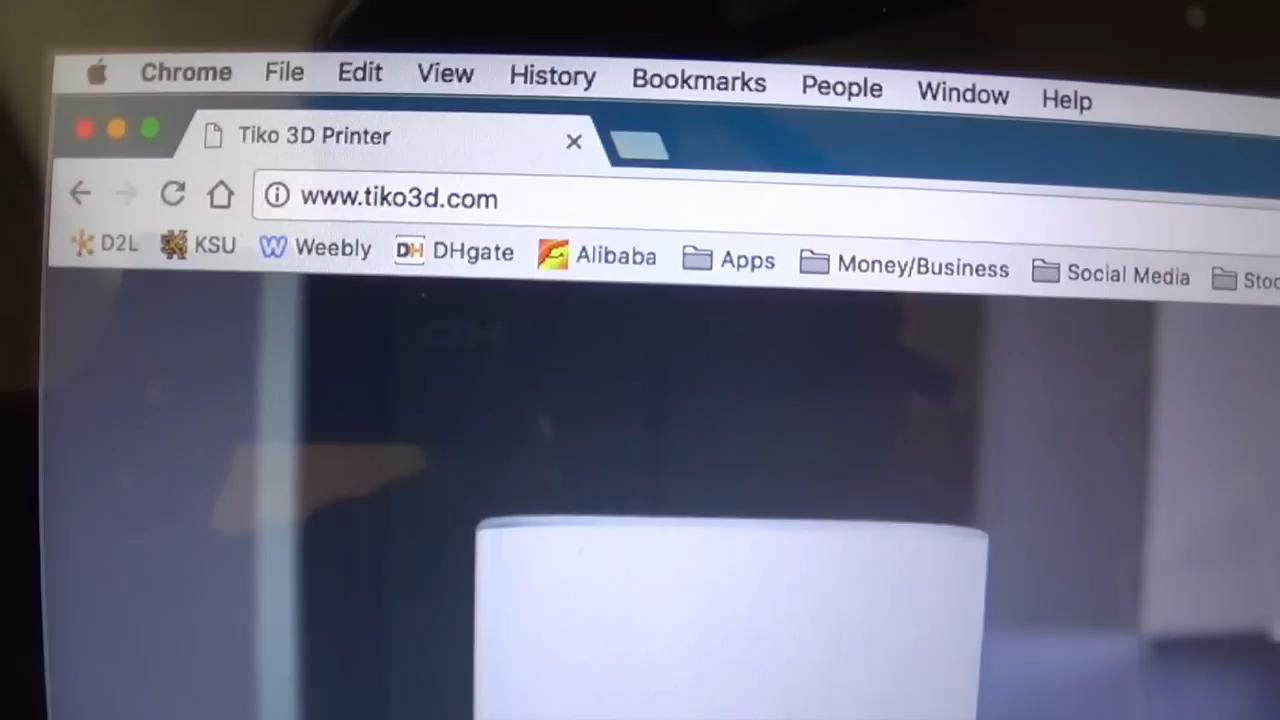 Chrome File Edit View History Bookmarks People Window Help
Tiko 3D Printer
www.tiko3d.com
D2L KSU Weebly DH DHgate Alibaba Apps Money/Business Social Media